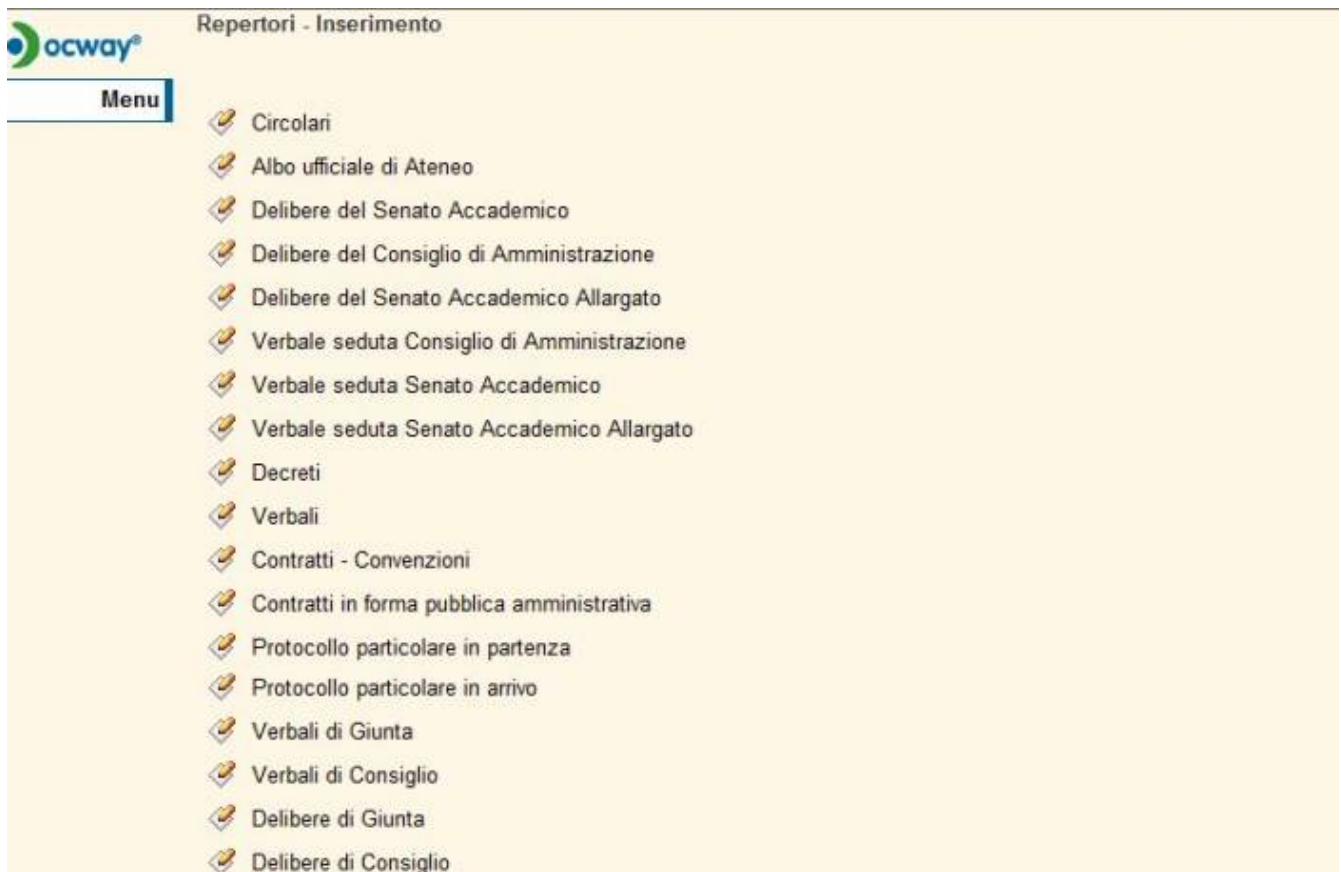 Repertori - Inserimento
ocway®
Menu
Circolari
Albo ufficiale di Ateneo
Delibere del Senato Accademico
Delibere del Consiglio di Amministrazione
Delibere del Senato Accademico Allargato
Verbale seduta Consiglio di Amministrazione
Verbale seduta Senato Accademico
Verbale seduta Senato Accademico Allargato
Decreti
Verbali
Contratti - Convenzioni
Contratti in forma pubblica amministrativa
Protocollo particolare in partenza
Protocollo particolare in arrivo
Verbali di Giunta
Verbali di Consiglio
Delibere di Giunta
Delibere di Consiglio